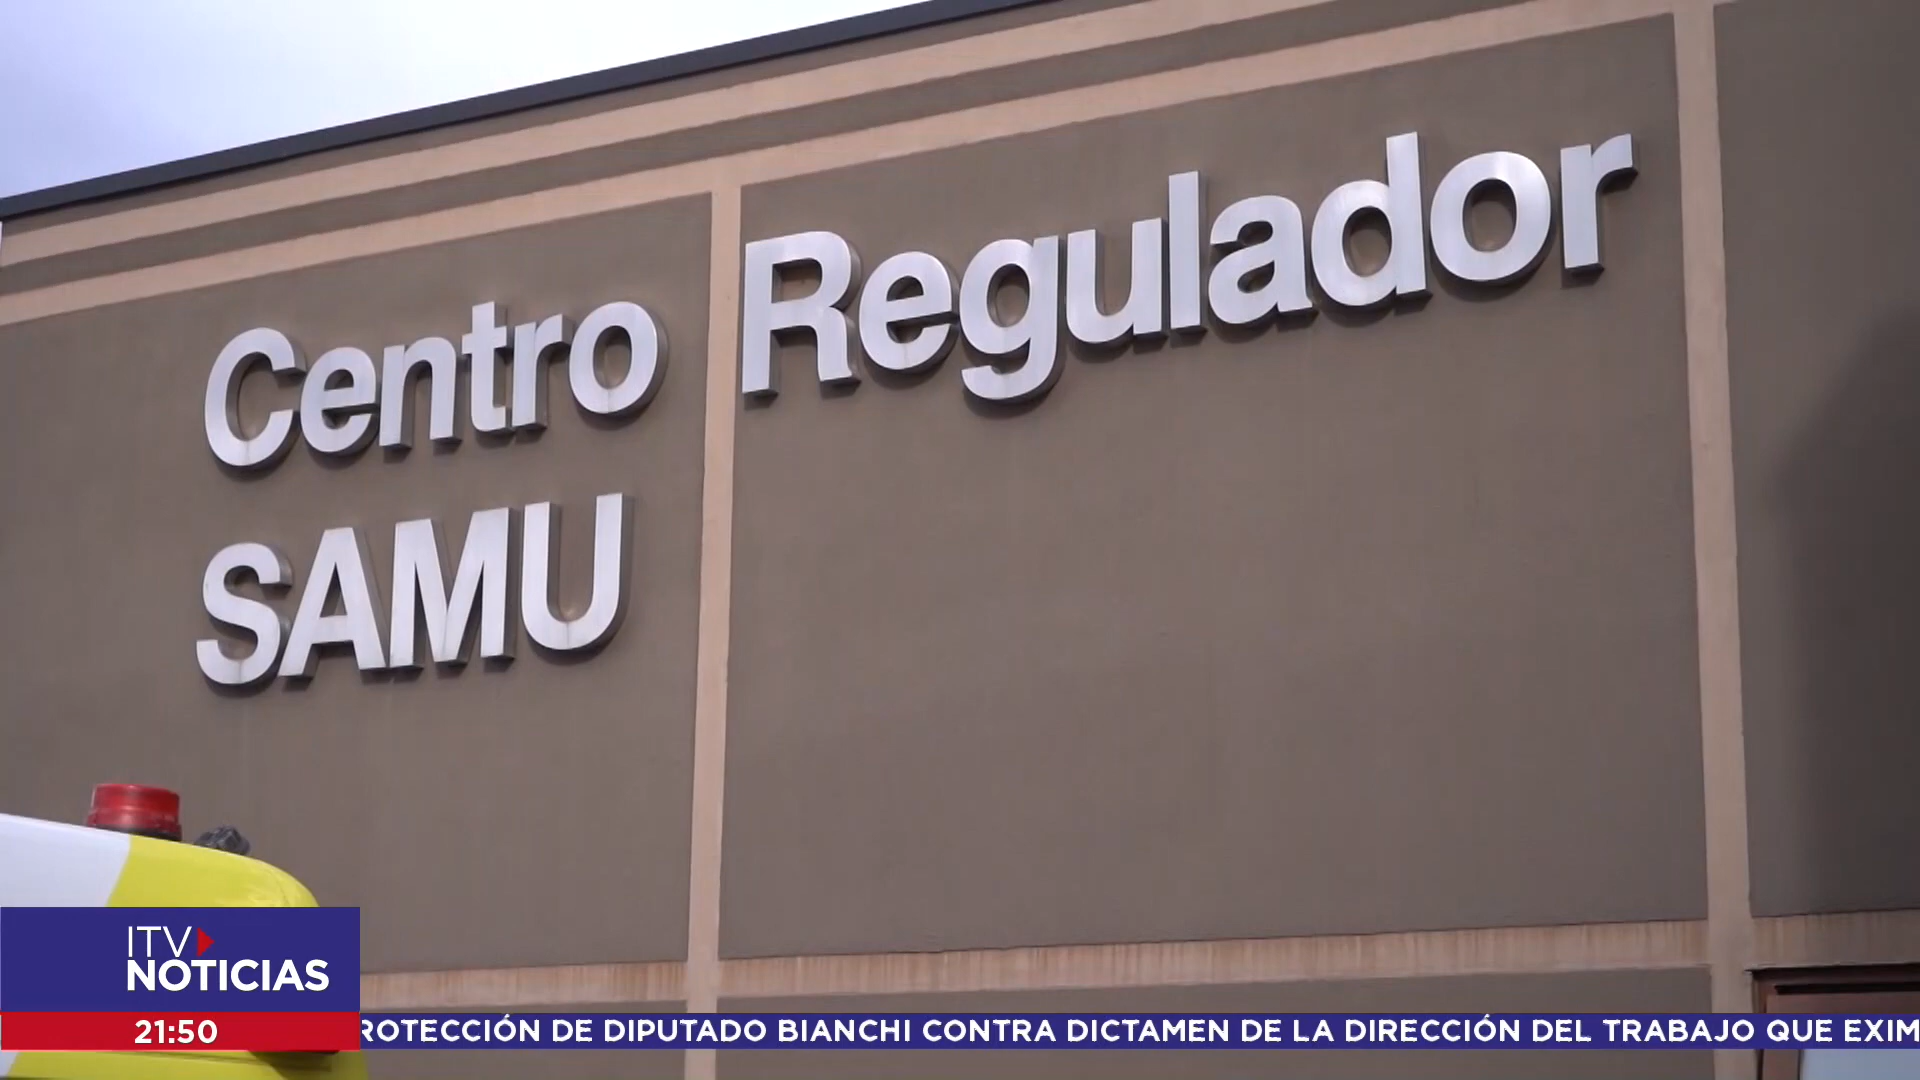 Centro Regulador
SAMU
ITV
NOTICIAS
21:50
ROTECCIÓN DE DIPUTADO BIANCHI CONTRA DICTAMEN DE LA DIRECCIÓN DEL TRABAJO QUE EXIM